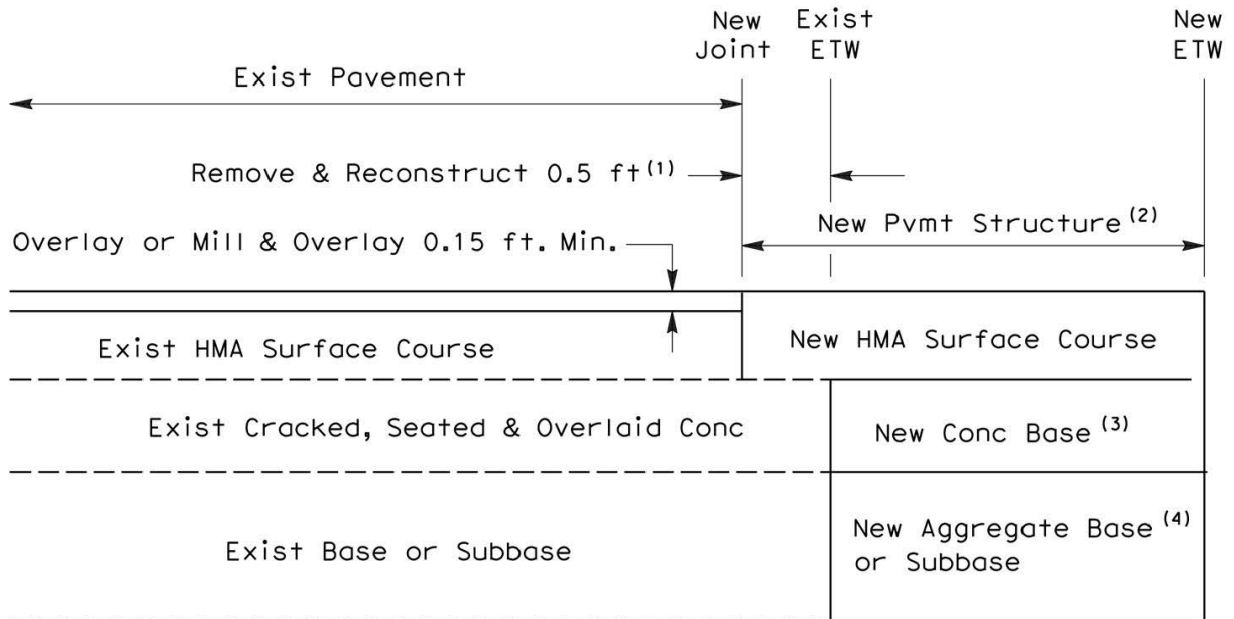 New
Joint
Exist
ETW
New
ETW
Exist Pavement
Remove & Reconstruct 0.5 ft(1)
New Pvmt Structure(2)
Overlay or Mill & Overlay 0.15 ft. Min.
Exist HMA Surface Course
New HMA Surface Course
Exist Cracked, Seated & Overlaid Conc
New Conc Base(3)
Exist Base or Subbase
New Aggregate Base(4)
or Subbase